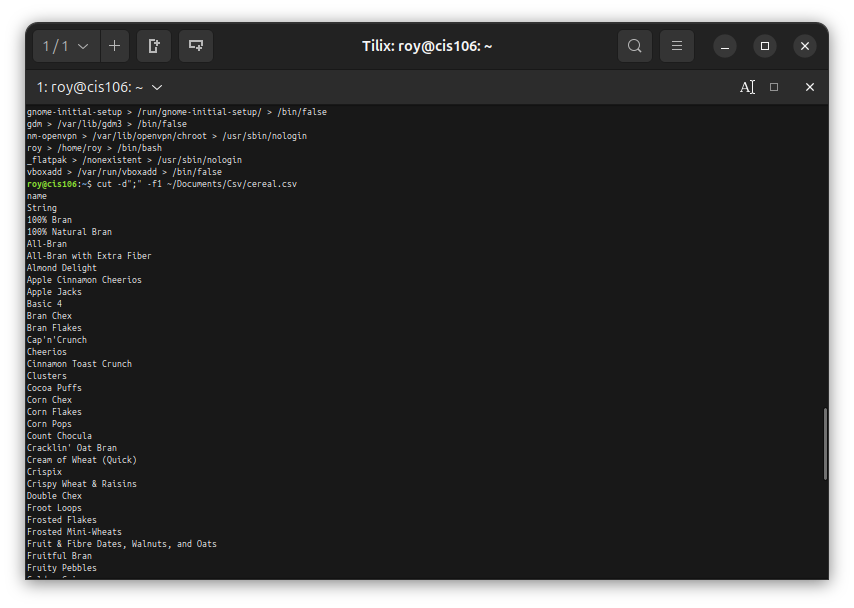 1 / 1
Tilix: roy@cis106: ~
1: roy@cis106: ~
gnome-initial-setup > /run/gnome-initial-setup/ > /bin/false
gdm > /var/lib/gdm3 > /bin/false
nm-openvpn > /var/lib/openvpn/chroot > /usr/sbin/nologin
roy > /home/roy > /bin/bash
_flatpak > /nonexistent > /usr/sbin/nologin
vboxadd > /var/run/vboxadd > /bin/false
roy@cis106:~$ cut -d";" -f1 ~/Documents/Csv/cereal.csv
name
String
100% Bran
100% Natural Bran
All-Bran
All-Bran with Extra Fiber
Almond Delight
Apple Cinnamon Cheerios
Apple Jacks
Basic 4
Bran Chex
Bran Flakes
Cap'n'Crunch
Cheerios
Cinnamon Toast Crunch
Clusters
Cocoa Puffs
Corn Chex
Corn Flakes
Corn Pops
Count Chocula
Cracklin' Oat Bran
Cream of Wheat (Quick)
Crispix
Crispy Wheat & Raisins
Double Chex
Froot Loops
Frosted Flakes
Frosted Mini-Wheats
Fruit & Fibre Dates, Walnuts, and Oats
Fruitful Bran
Fruity Pebbles